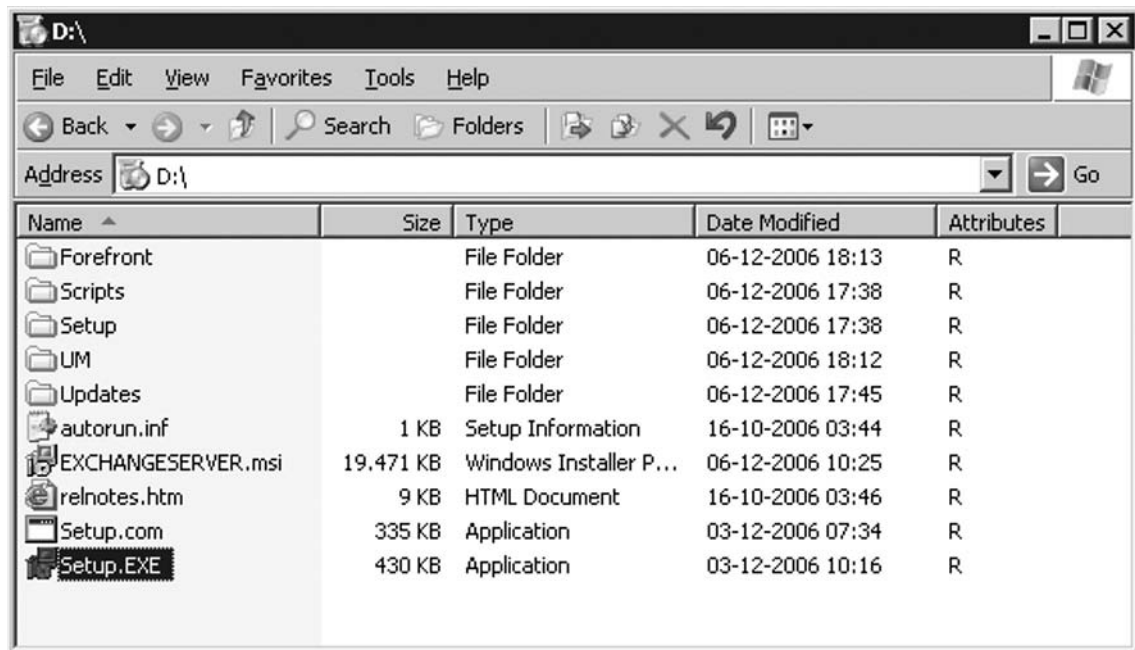 D:\
File Edit View Favorites Tools Help
Back Search Folders
Address D:\ Go
Name Size Type Date Modified Attributes
Forefront File Folder 06-12-2006 18:13 R
Scripts File Folder 06-12-2006 17:38 R
Setup File Folder 06-12-2006 17:38 R
UM File Folder 06-12-2006 18:12 R
Updates File Folder 06-12-2006 17:45 R
autorun.inf 1 KB Setup Information 16-10-2006 03:44 R
EXCHANGESERVER.msi 19.471 KB Windows Installer P... 06-12-2006 10:25 R
relnotes.htm 9 KB HTML Document 16-10-2006 03:46 R
Setup.com 335 KB Application 03-12-2006 07:34 R
Setup.EXE 430 KB Application 03-12-2006 10:16 R